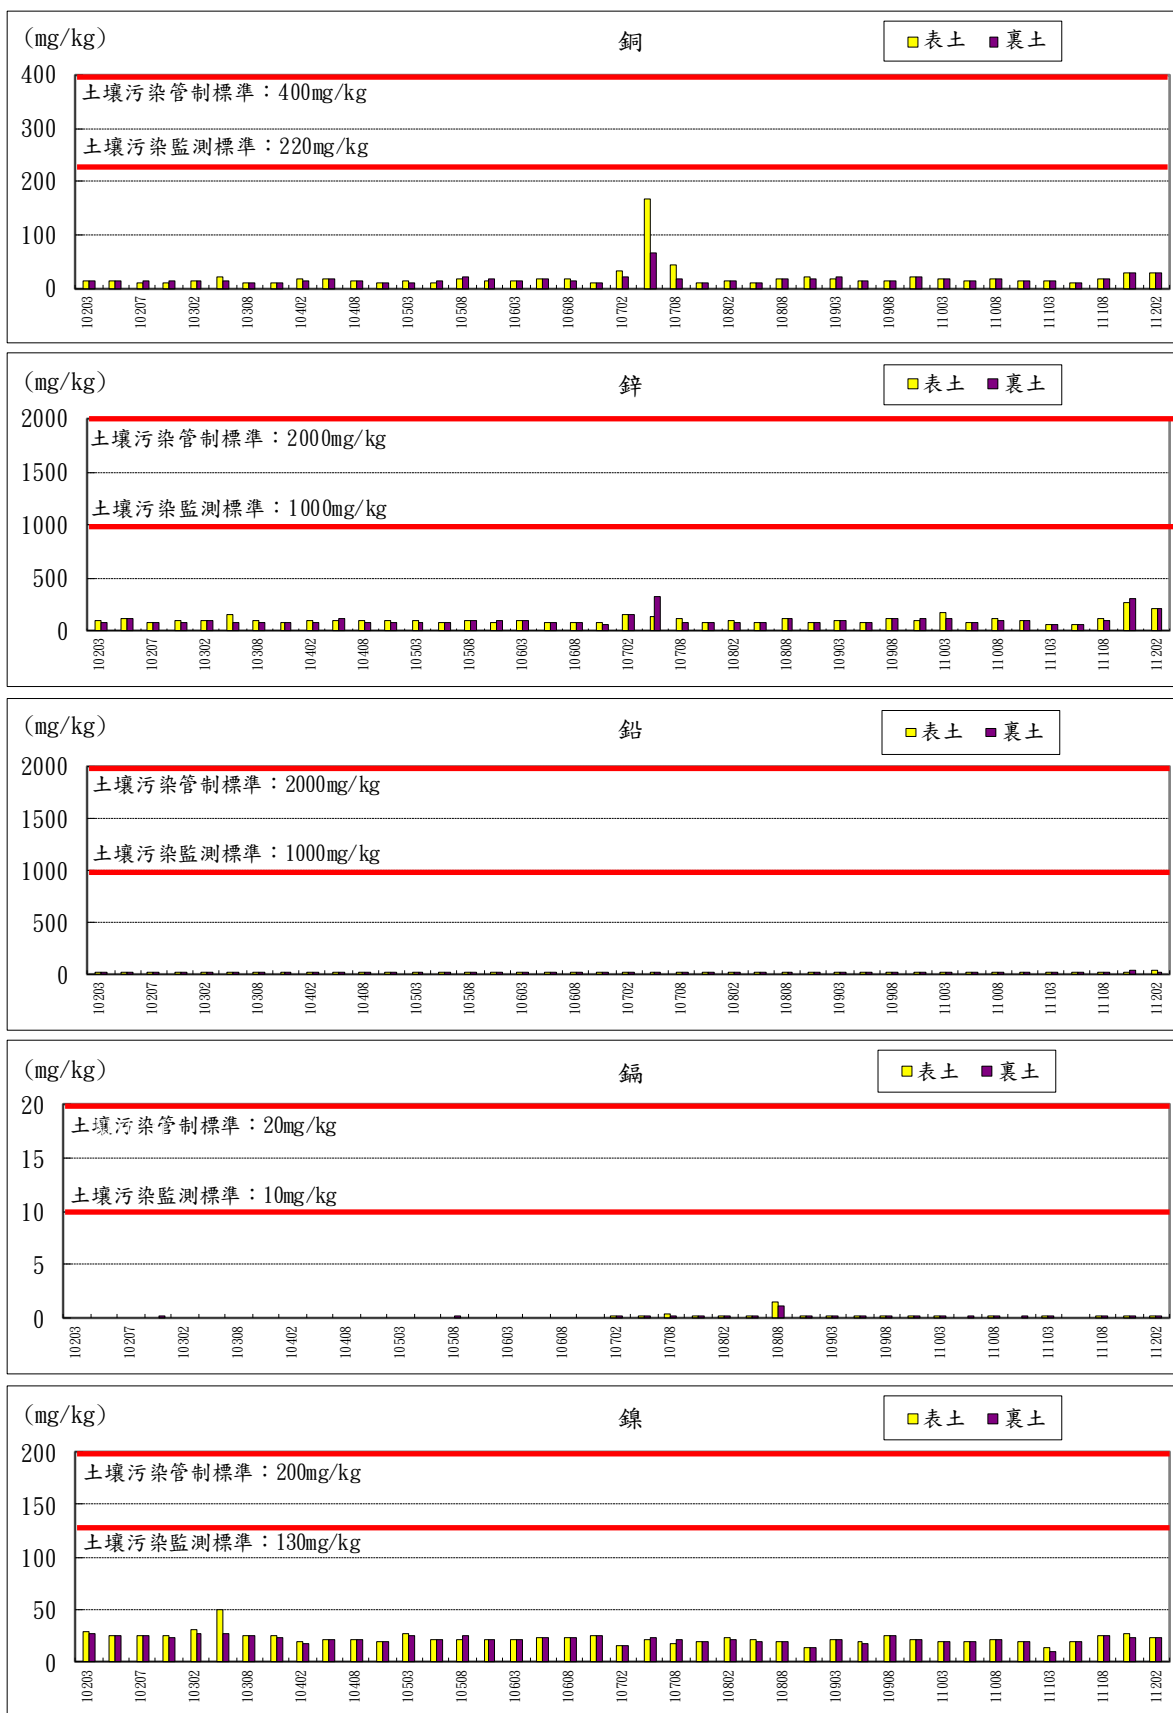 (mg/kg)
銅
表土 裏土
400
土壤污染管制標準：400mg/kg
300
土壤污染監測標準：220mg/kg
200
100
0
10203 10207 10302 10308 10402 10408 10503 10508 10603 10608 10702 10708 10802 10808 10903 10908 11003 11008 11103 11108 11202
(mg/kg)
鋅
表土 裏土
2000
土壤污染管制標準：2000mg/kg
1500
土壤污染監測標準：1000mg/kg
1000
500
0
10203 10207 10302 10308 10402 10408 10503 10508 10603 10608 10702 10708 10802 10808 10903 10908 11003 11008 11103 11108 11202
(mg/kg)
鉛
表土 裏土
2000
土壤污染管制標準：2000mg/kg
1500
土壤污染監測標準：1000mg/kg
1000
500
0
10203 10207 10302 10308 10402 10408 10503 10508 10603 10608 10702 10708 10802 10808 10903 10908 11003 11008 11103 11108 11202
(mg/kg)
鎘
表土 裏土
20
土壤污染管制標準：20mg/kg
15
土壤污染監測標準：10mg/kg
10
5
0
10203 10207 10302 10308 10402 10408 10503 10508 10603 10608 10702 10708 10802 10808 10903 10908 11003 11008 11103 11108 11202
(mg/kg)
鎳
表土 裏土
200
土壤污染管制標準：200mg/kg
150
土壤污染監測標準：130mg/kg
100
50
0
10203 10207 10302 10308 10402 10408 10503 10508 10603 10608 10702 10708 10802 10808 10903 10908 11003 11008 11103 11108 11202